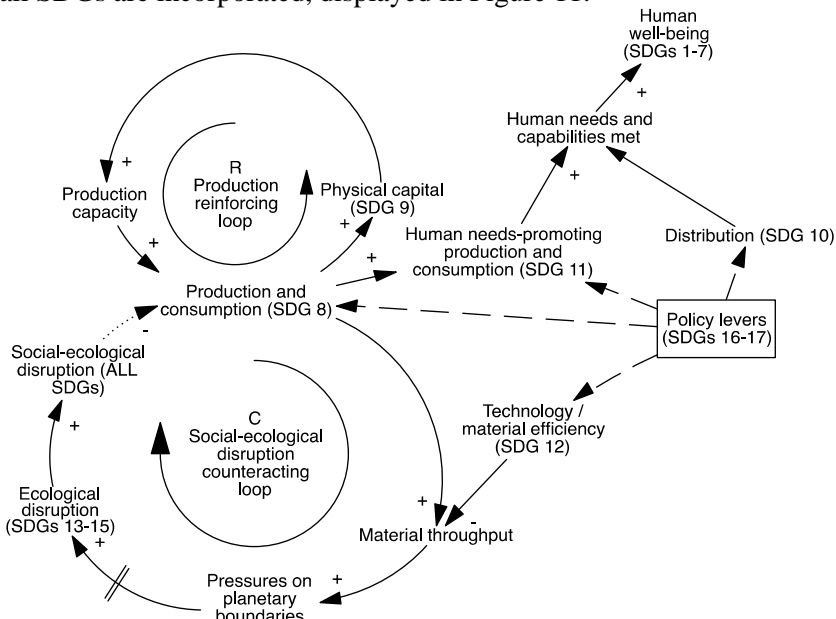 an SDGs are incorporated, displayed in Figure 11.
Human
well-being
(SDGs 1-7)
+
Human needs and
capabilities met
+
R
Production
reinforcing
loop
+
Production
capacity
+
Physical capital
(SDG 9)
+
Human needs-promoting
production and
consumption (SDG 11)
+
Distribution (SDG 10)
Production and
consumption (SDG 8)
Policy levers
(SDGs 16-17)
-
Social-ecological
disruption (ALL
SDGs)
+
C
Social-ecological
disruption
counteracting
loop
Technology /
material efficiency
(SDG 12)
Ecological
disruption
(SDGs 13-15)
+
+
-
Material throughput
Pressures on
planetary
boundaries
+